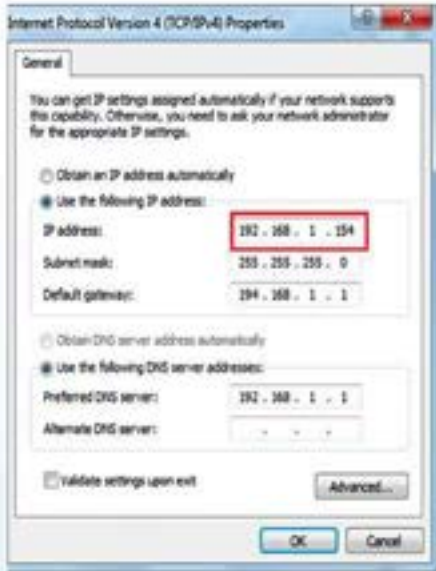 Internet Protocol Version 4 (TCP/IPv4) Properties
General
You can get IP settings assigned automatically if your network supports
this capability. Otherwise, you need to ask your network administrator
for the appropriate IP settings.
Obtain an IP address automatically
Use the following IP address:
IP address: 192 . 168 . 1 . 154
Subnet mask: 255 . 255 . 255 . 0
Default gateway: 194 . 168 . 1 . 1
Obtain DNS server address automatically
Use the following DNS server addresses:
Preferred DNS server: 192 . 168 . 1 . 1
Alternate DNS server: . . .
Validate settings upon exit
Advanced...
OK Cancel